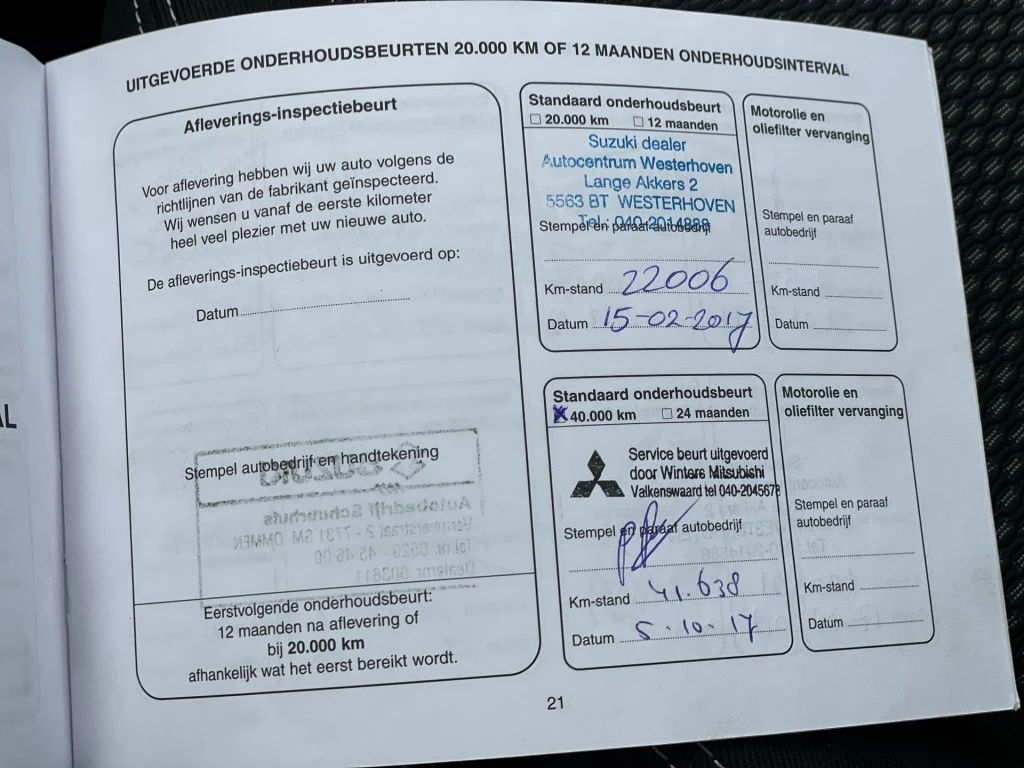 UITGEVOERDE ONDERHOUDSBEURTEN 20.000 KM OF 12 MAANDEN ONDERHOUDSINTERVAL
Afleverings-inspectiebeurt
Voor aflevering hebben wij uw auto volgens de
richtlijnen van de fabrikant geïnspecteerd.
Wij wensen u vanaf de eerste kilometer
heel veel plezier met uw nieuwe auto.
De afleverings-inspectiebeurt is uitgevoerd op:
Datum
Stempel autobedrijf en handtekening
Eerstvolgende onderhoudsbeurt:
12 maanden na aflevering of
bij 20.000 km
afhankelijk wat het eerst bereikt wordt.
Standaard onderhoudsbeurt
20.000 km 12 maanden
Suzuki dealer
Autocentrum Westerhoven
Lange Akkers 2
5563 BT WESTERHOVEN
Tel.: 040-2014888
Stempel en paraaf autobedrijf
Km-stand 22006
Datum 15-02-2017
Motorolie en
oliefilter vervanging
Stempel en paraaf
autobedrijf
Km-stand
Datum
Standaard onderhoudsbeurt
40.000 km 24 maanden
Service beurt uitgevoerd
door Winters Mitsubishi
Valkenswaard tel 040-2045678
Stempel en paraaf autobedrijf
Km-stand 41.638
Datum 5-10-17
Motorolie en
oliefilter vervanging
Stempel en paraaf
autobedrijf
Km-stand
Datum
21